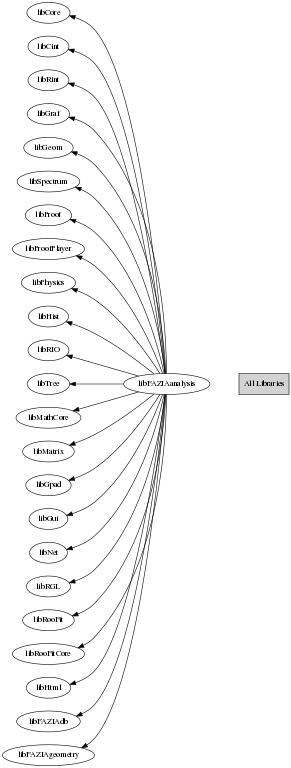 libCore
libCint
libRint
libGraf
libGeom
libSpectrum
libProof
libProofPlayer
libPhysics
libHist
libRIO
libTree
libFAZIAanalysis
All Libraries
libMathCore
libMatrix
libGpad
libGui
libNet
libRGL
libRooFit
libRooFitCore
libHtml
libFAZIAdb
libFAZIAgeometry